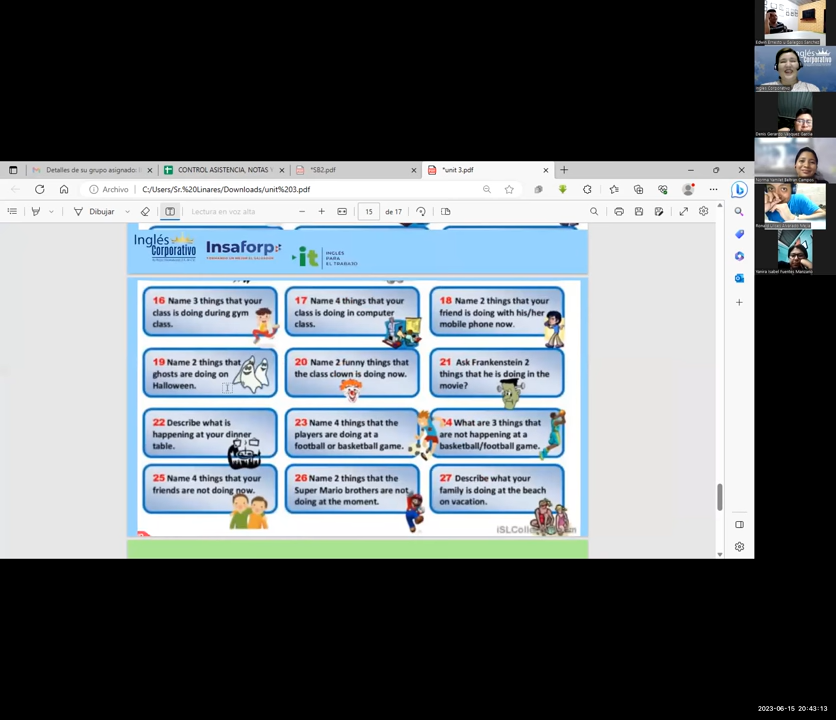 Edwin Ernesto
Inglés Corporativo
Inglés Corporativo
Detalles de su grupo asignado:
CONTROL ASISTENCIA, NOTAS
*SB2.pdf
*unit 3.pdf
Archivo
C:/Users/Sr.%20Linares/Downloads/unit%203.pdf
Dibujar
Lectura en voz alta
15
de 17
Inglés
Corporativo
Insaforp
it
INGLÉS
PARA
EL TRABAJO
16 Name 3 things that your
class is doing during gym
class.
17 Name 4 things that your
class is doing in computer
class.
18 Name 2 things that your
friend is doing with his/her
mobile phone now.
19 Name 2 things that
ghosts are doing on
Halloween.
20 Name 2 funny things that
the class clown is doing now.
21 Ask Frankenstein 2
things that he is doing in the
movie?
22 Describe what is
happening at your dinner
table.
23 Name 4 things that the
players are doing at a
football or basketball game.
24 What are 3 things that
are not happening at a
basketball/football game.
25 Name 4 things that your
friends are not doing now.
26 Name 2 things that the
Super Mario brothers are not
doing at the moment.
27 Describe what your
family is doing at the beach
on vacation.
2023-06-15 20:43:13